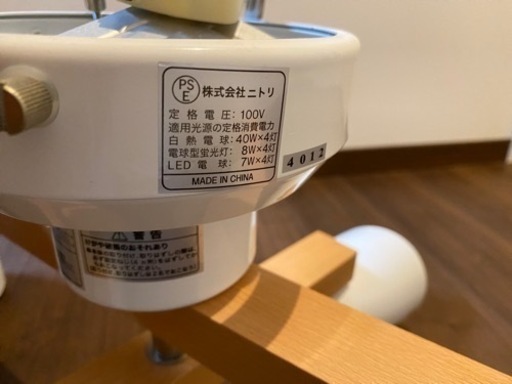 PS
E
株式会社 ニトリ
定格電圧:100V
適用光源の定格消費電力
白熱電球:40W×4灯
電球型蛍光灯: 8W×4灯
LED電球: 7W×4灯
MADE IN CHINA
4012
警告